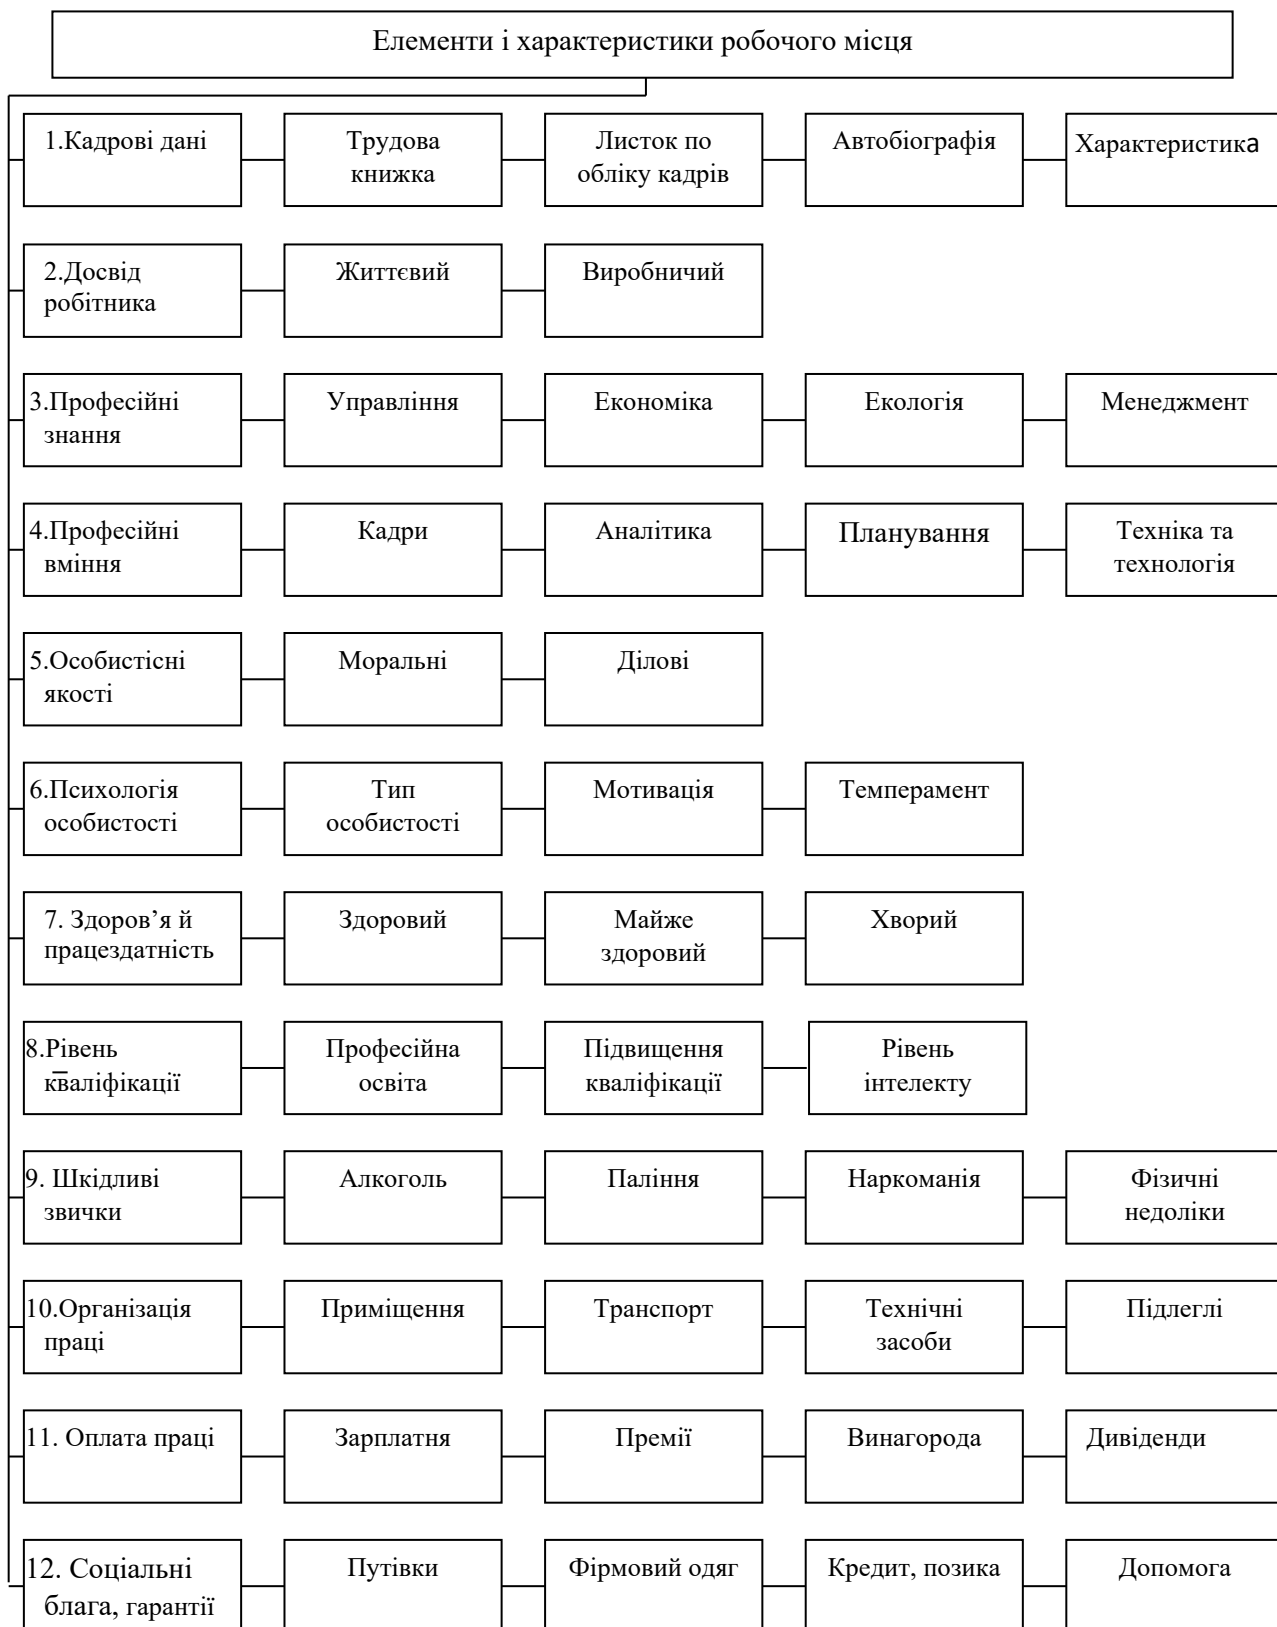 Елементи і характеристики робочого місця
1.Кадрові дані
Трудова
книжка
Листок по
обліку кадрів
Автобіографія
Характеристика
2.Досвід
робітника
Життєвий
Виробничий
3.Професійні
знання
Управління
Економіка
Екологія
Менеджмент
4.Професійні
вміння
Кадри
Аналітика
Планування
Техніка та
технологія
5.Особистісні
якості
Моральні
Ділові
6.Психологія
особистості
Тип
особистості
Мотивація
Темперамент
7. Здоров’я й
працездатність
Здоровий
Майже
здоровий
Хворий
8.Рівень
кваліфікації
Професійна
освіта
Підвищення
кваліфікації
Рівень
інтелекту
9. Шкідливі
звички
Алкоголь
Паління
Наркоманія
Фізичні
недоліки
10.Організація
праці
Приміщення
Транспорт
Технічні
засоби
Підлеглі
11. Оплата праці
Зарплатня
Премії
Винагорода
Дивіденди
12. Соціальні
блага, гарантії
Путівки
Фірмовий одяг
Кредит, позика
Допомога